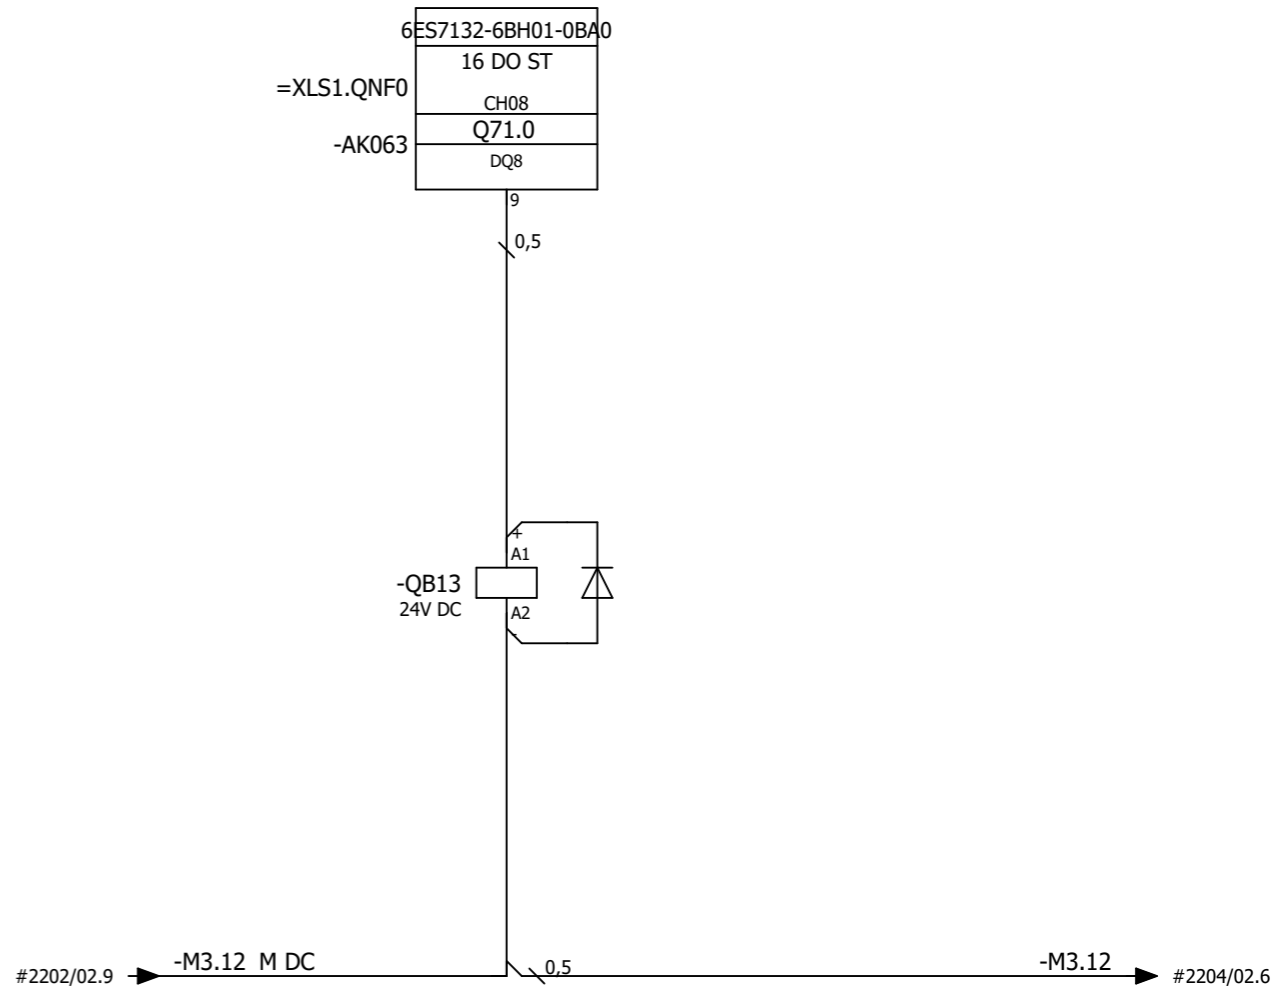 6ES7132-6BH01-0BA0
16 DO ST
=XLS1.QNF0
CH08
Q71.0
-AK063
DQ8
9
0,5
+
A1
-QB13
24V DC
A2
-
-M3.12 M DC
0,5
-M3.12
#2202/02.9
#2204/02.6